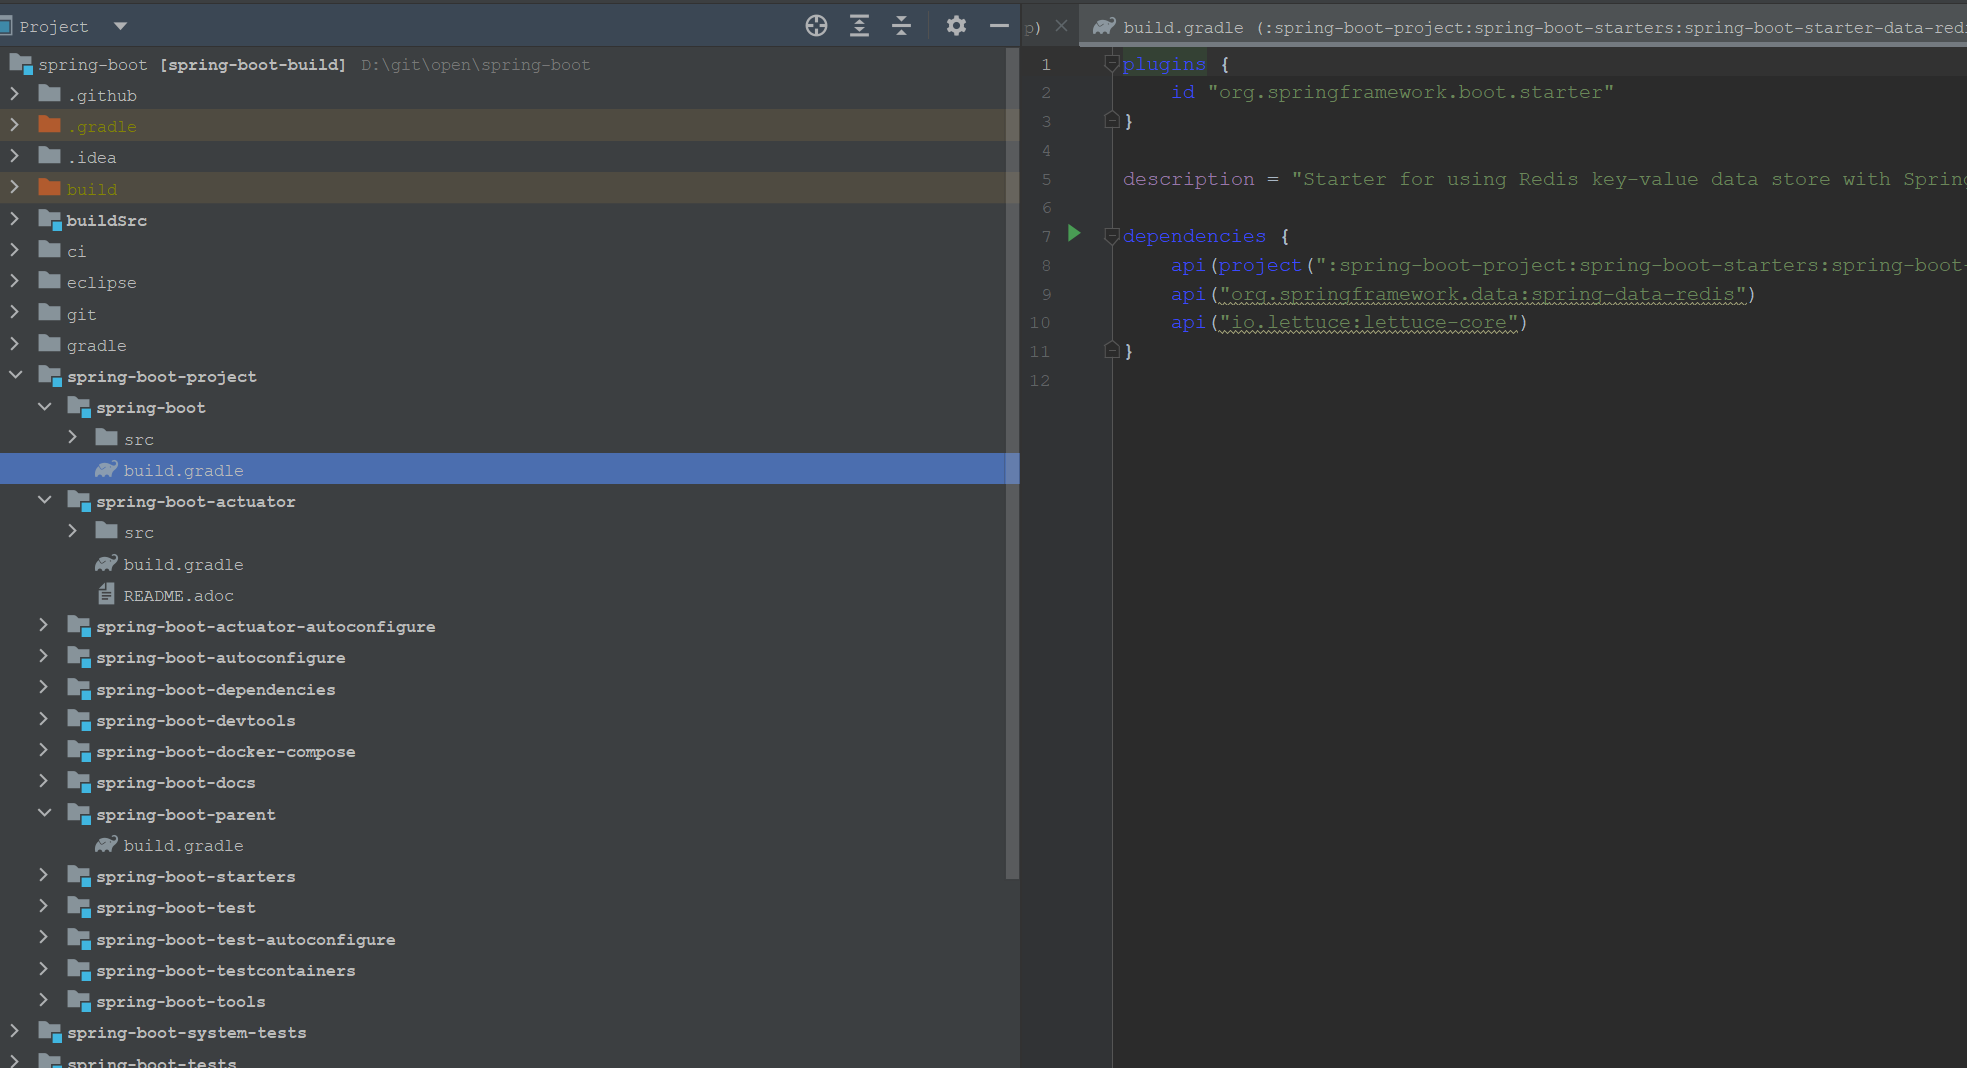 Project
spring-boot [spring-boot-build] D:\git\open\spring-boot
.github
.gradle
.idea
build
buildSrc
ci
eclipse
git
gradle
spring-boot-project
spring-boot
src
build.gradle
spring-boot-actuator
src
build.gradle
README.adoc
spring-boot-actuator-autoconfigure
spring-boot-autoconfigure
spring-boot-dependencies
spring-boot-devtools
spring-boot-docker-compose
spring-boot-docs
spring-boot-parent
build.gradle
spring-boot-starters
spring-boot-test
spring-boot-test-autoconfigure
spring-boot-testcontainers
spring-boot-tools
spring-boot-system-tests
spring-boot-tests
p) build.gradle (:spring-boot-project:spring-boot-starters:spring-boot-starter-data-redi
1 plugins {
2 id "org.springframework.boot.starter"
3 }
4
5 description = "Starter for using Redis key-value data store with Spring
6
7 dependencies {
8 api(project(":spring-boot-project:spring-boot-starters:spring-boot-
9 api("org.springframework.data:spring-data-redis")
10 api("io.lettuce:lettuce-core")
11 }
12